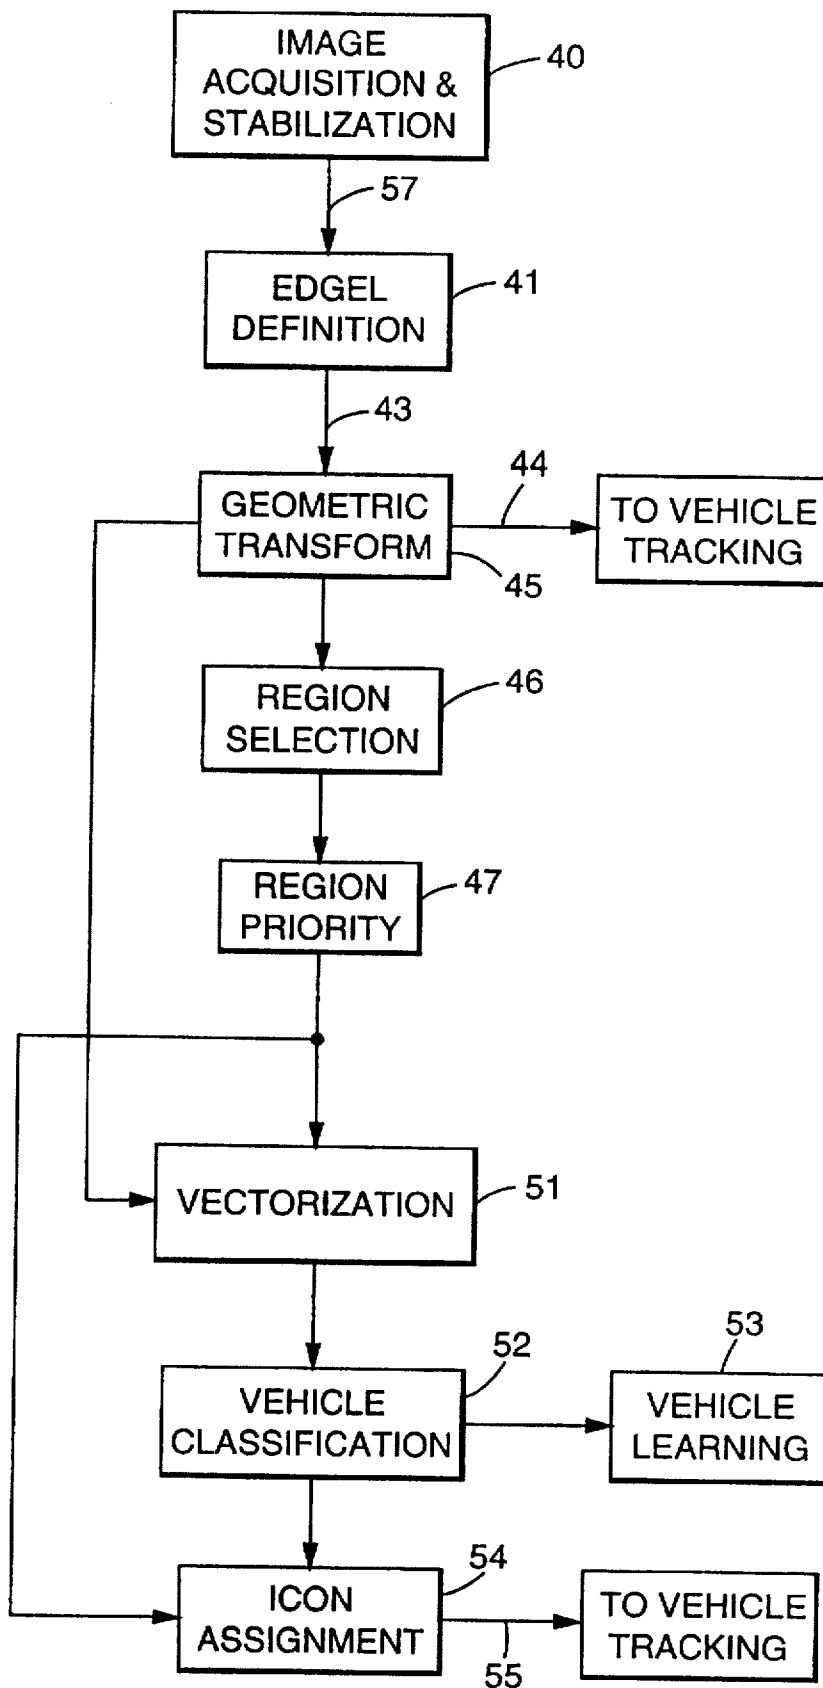 IMAGE
ACQUISITION &
STABILIZATION
40
57
EDGEL
DEFINITION
41
43
GEOMETRIC
TRANSFORM
45
44
TO VEHICLE
TRACKING
REGION
SELECTION
46
REGION
PRIORITY
47
VECTORIZATION
51
VEHICLE
CLASSIFICATION
52
53
VEHICLE
LEARNING
ICON
ASSIGNMENT
54
55
TO VEHICLE
TRACKING